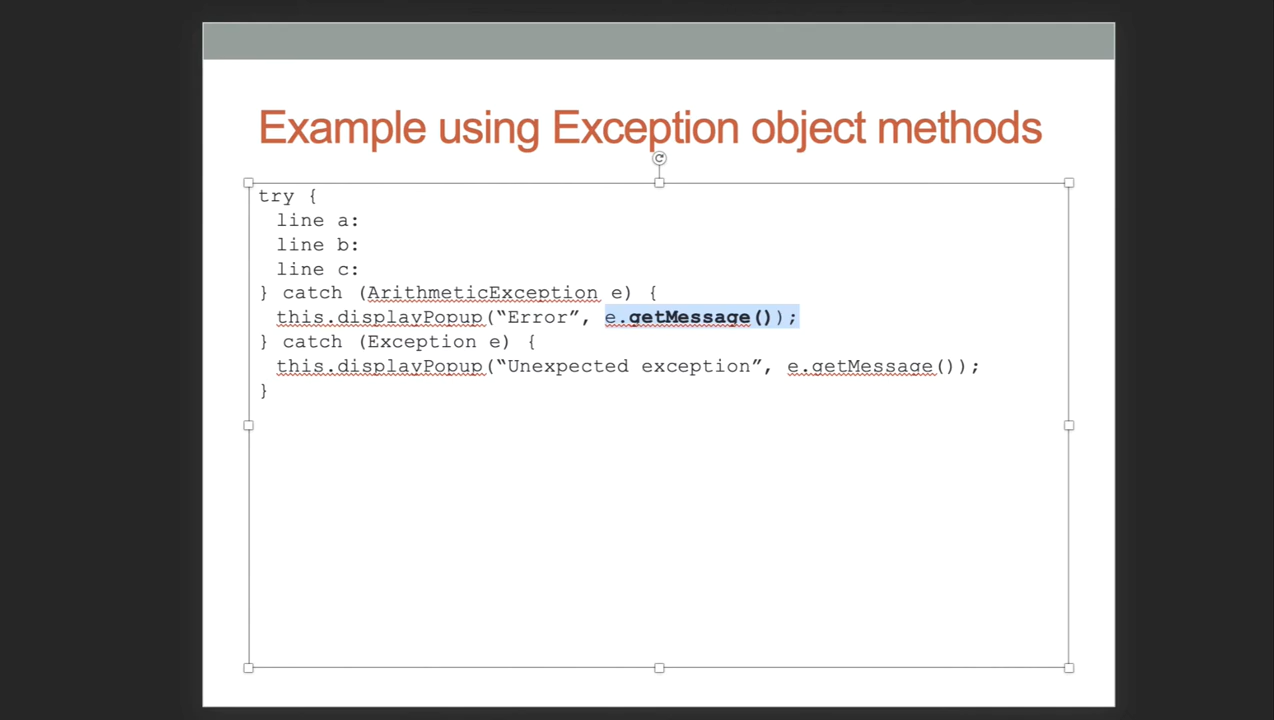 Example using Exception object methods
try {
line a:
line b:
line c:
} catch (ArithmeticException e) {
this.displayPopup(“Error”, e.getMessage());
} catch (Exception e) {
this.displayPopup(“Unexpected exception”, e.getMessage());
}